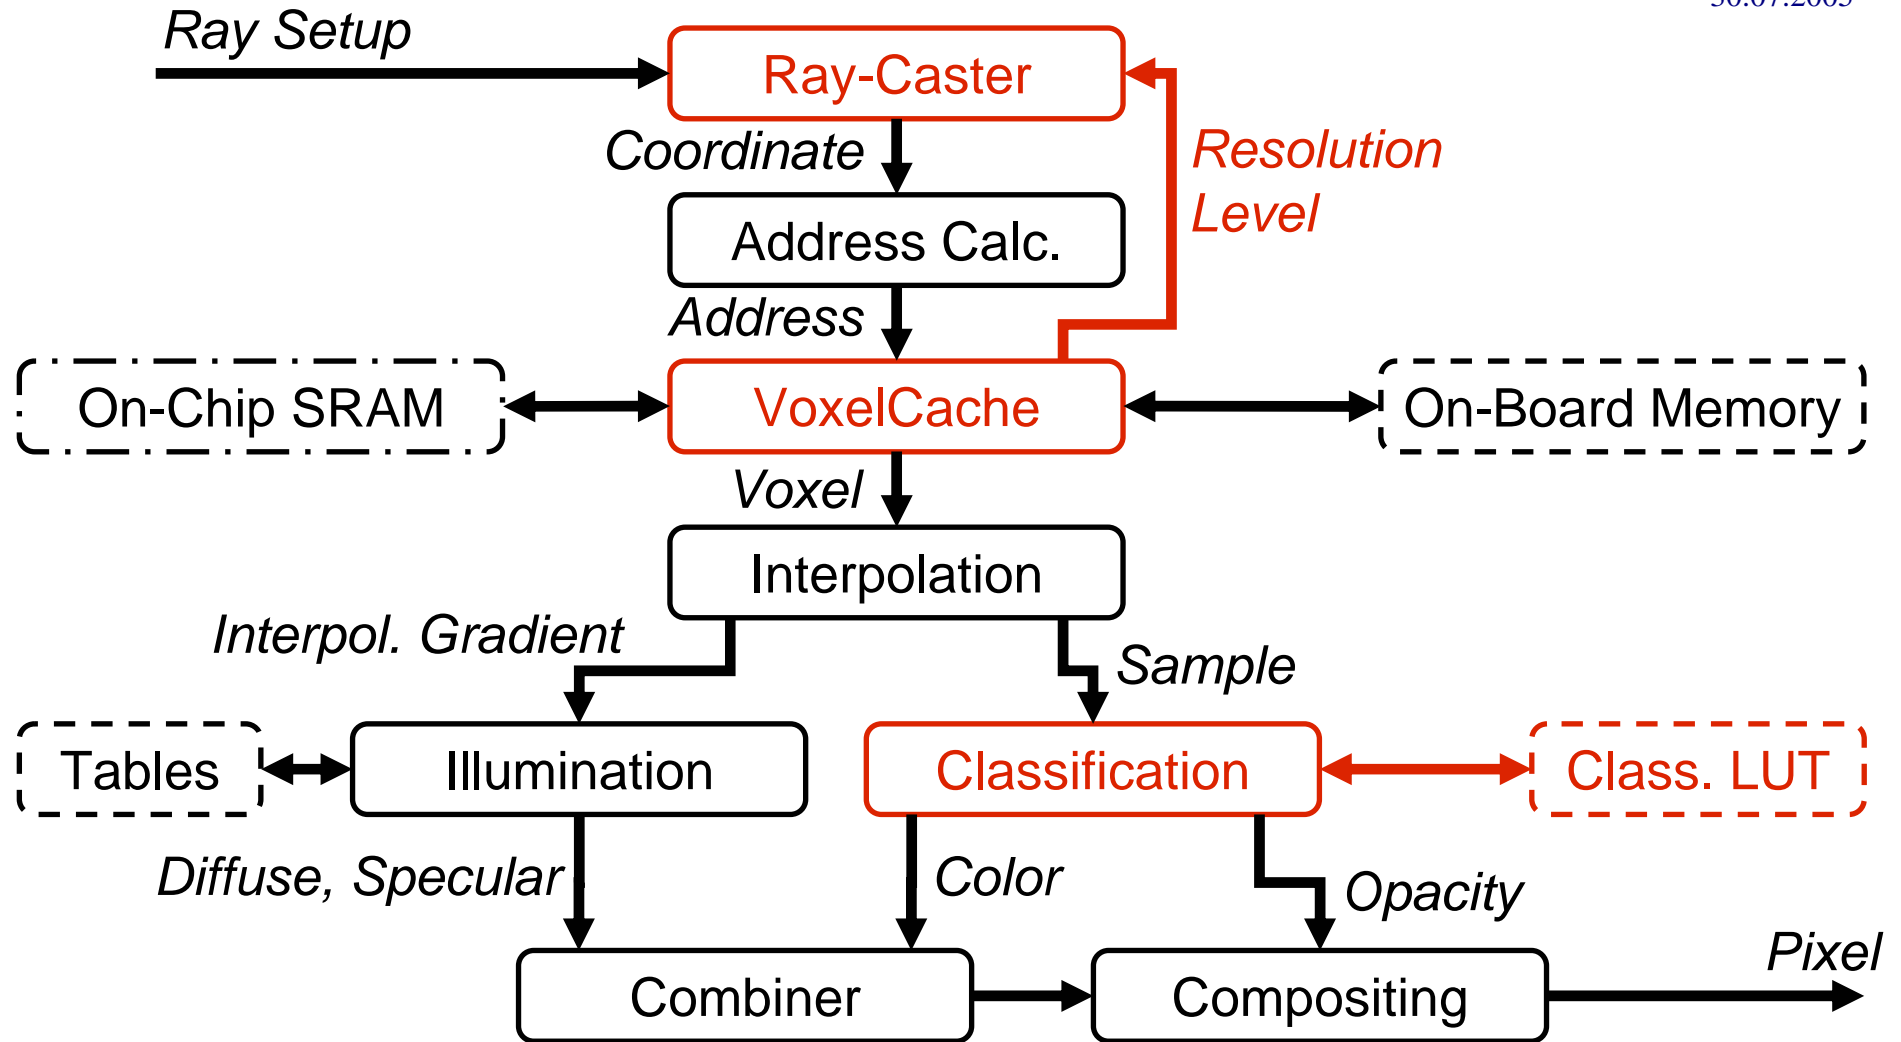 Ray Setup
Ray-Caster
Coordinate
Resolution
Level
Address Calc.
Address
On-Chip SRAM
VoxelCache
On-Board Memory
Voxel
Interpolation
Interpol. Gradient
Sample
Tables
Illumination
Classification
Class. LUT
Diffuse, Specular
Color
Opacity
Pixel
Combiner
Compositing